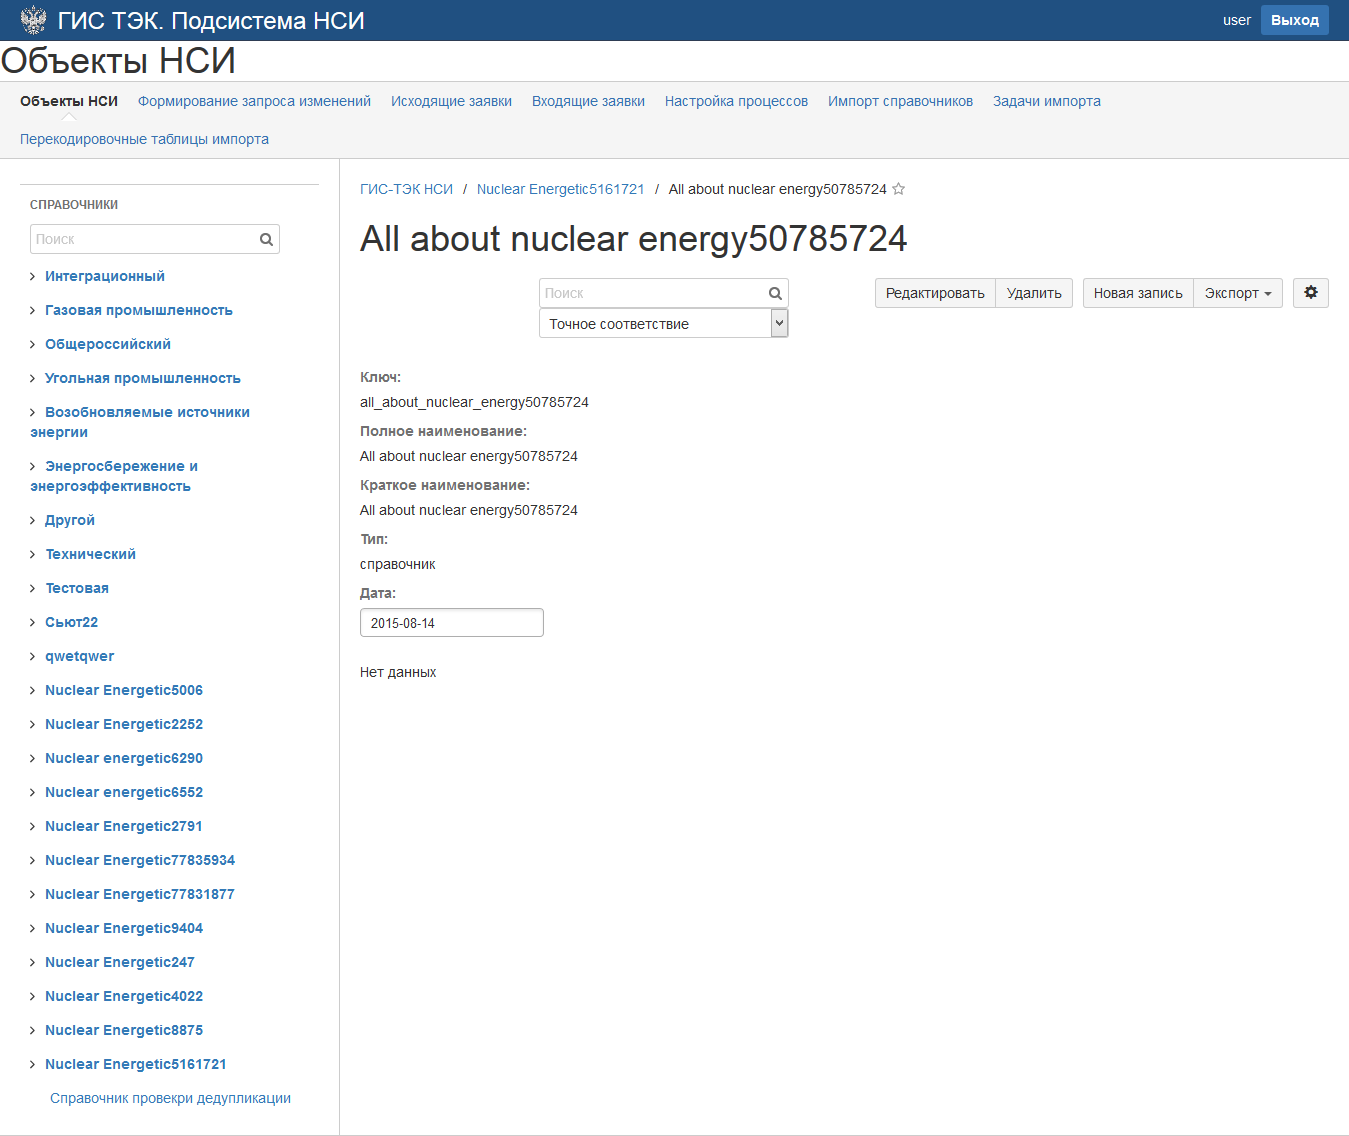 ГИС ТЭК. Подсистема НСИ
user Выход
Объекты НСИ
Объекты НСИ Формирование запроса изменений Исходящие заявки Входящие заявки Настройка процессов Импорт справочников Задачи импорта
Перекодировочные таблицы импорта
СПРАВОЧНИКИ
Поиск
Интеграционный
Газовая промышленность
Общероссийский
Угольная промышленность
Возобновляемые источники
энергии
Энергосбережение и
энергоэффективность
Другой
Технический
Тестовая
Сьют22
qwetqwer
Nuclear Energetic5006
Nuclear Energetic2252
Nuclear energetic6290
Nuclear energetic6552
Nuclear Energetic2791
Nuclear Energetic77835934
Nuclear Energetic77831877
Nuclear Energetic9404
Nuclear Energetic247
Nuclear Energetic4022
Nuclear Energetic8875
Nuclear Energetic5161721
Справочник провекри дедупликации
ГИС-ТЭК НСИ / Nuclear Energetic5161721 / All about nuclear energy50785724
All about nuclear energy50785724
Поиск
Точное соответствие
Редактировать Удалить Новая запись Экспорт
Ключ:
all_about_nuclear_energy50785724
Полное наименование:
All about nuclear energy50785724
Краткое наименование:
All about nuclear energy50785724
Тип:
справочник
Дата:
2015-08-14
Нет данных